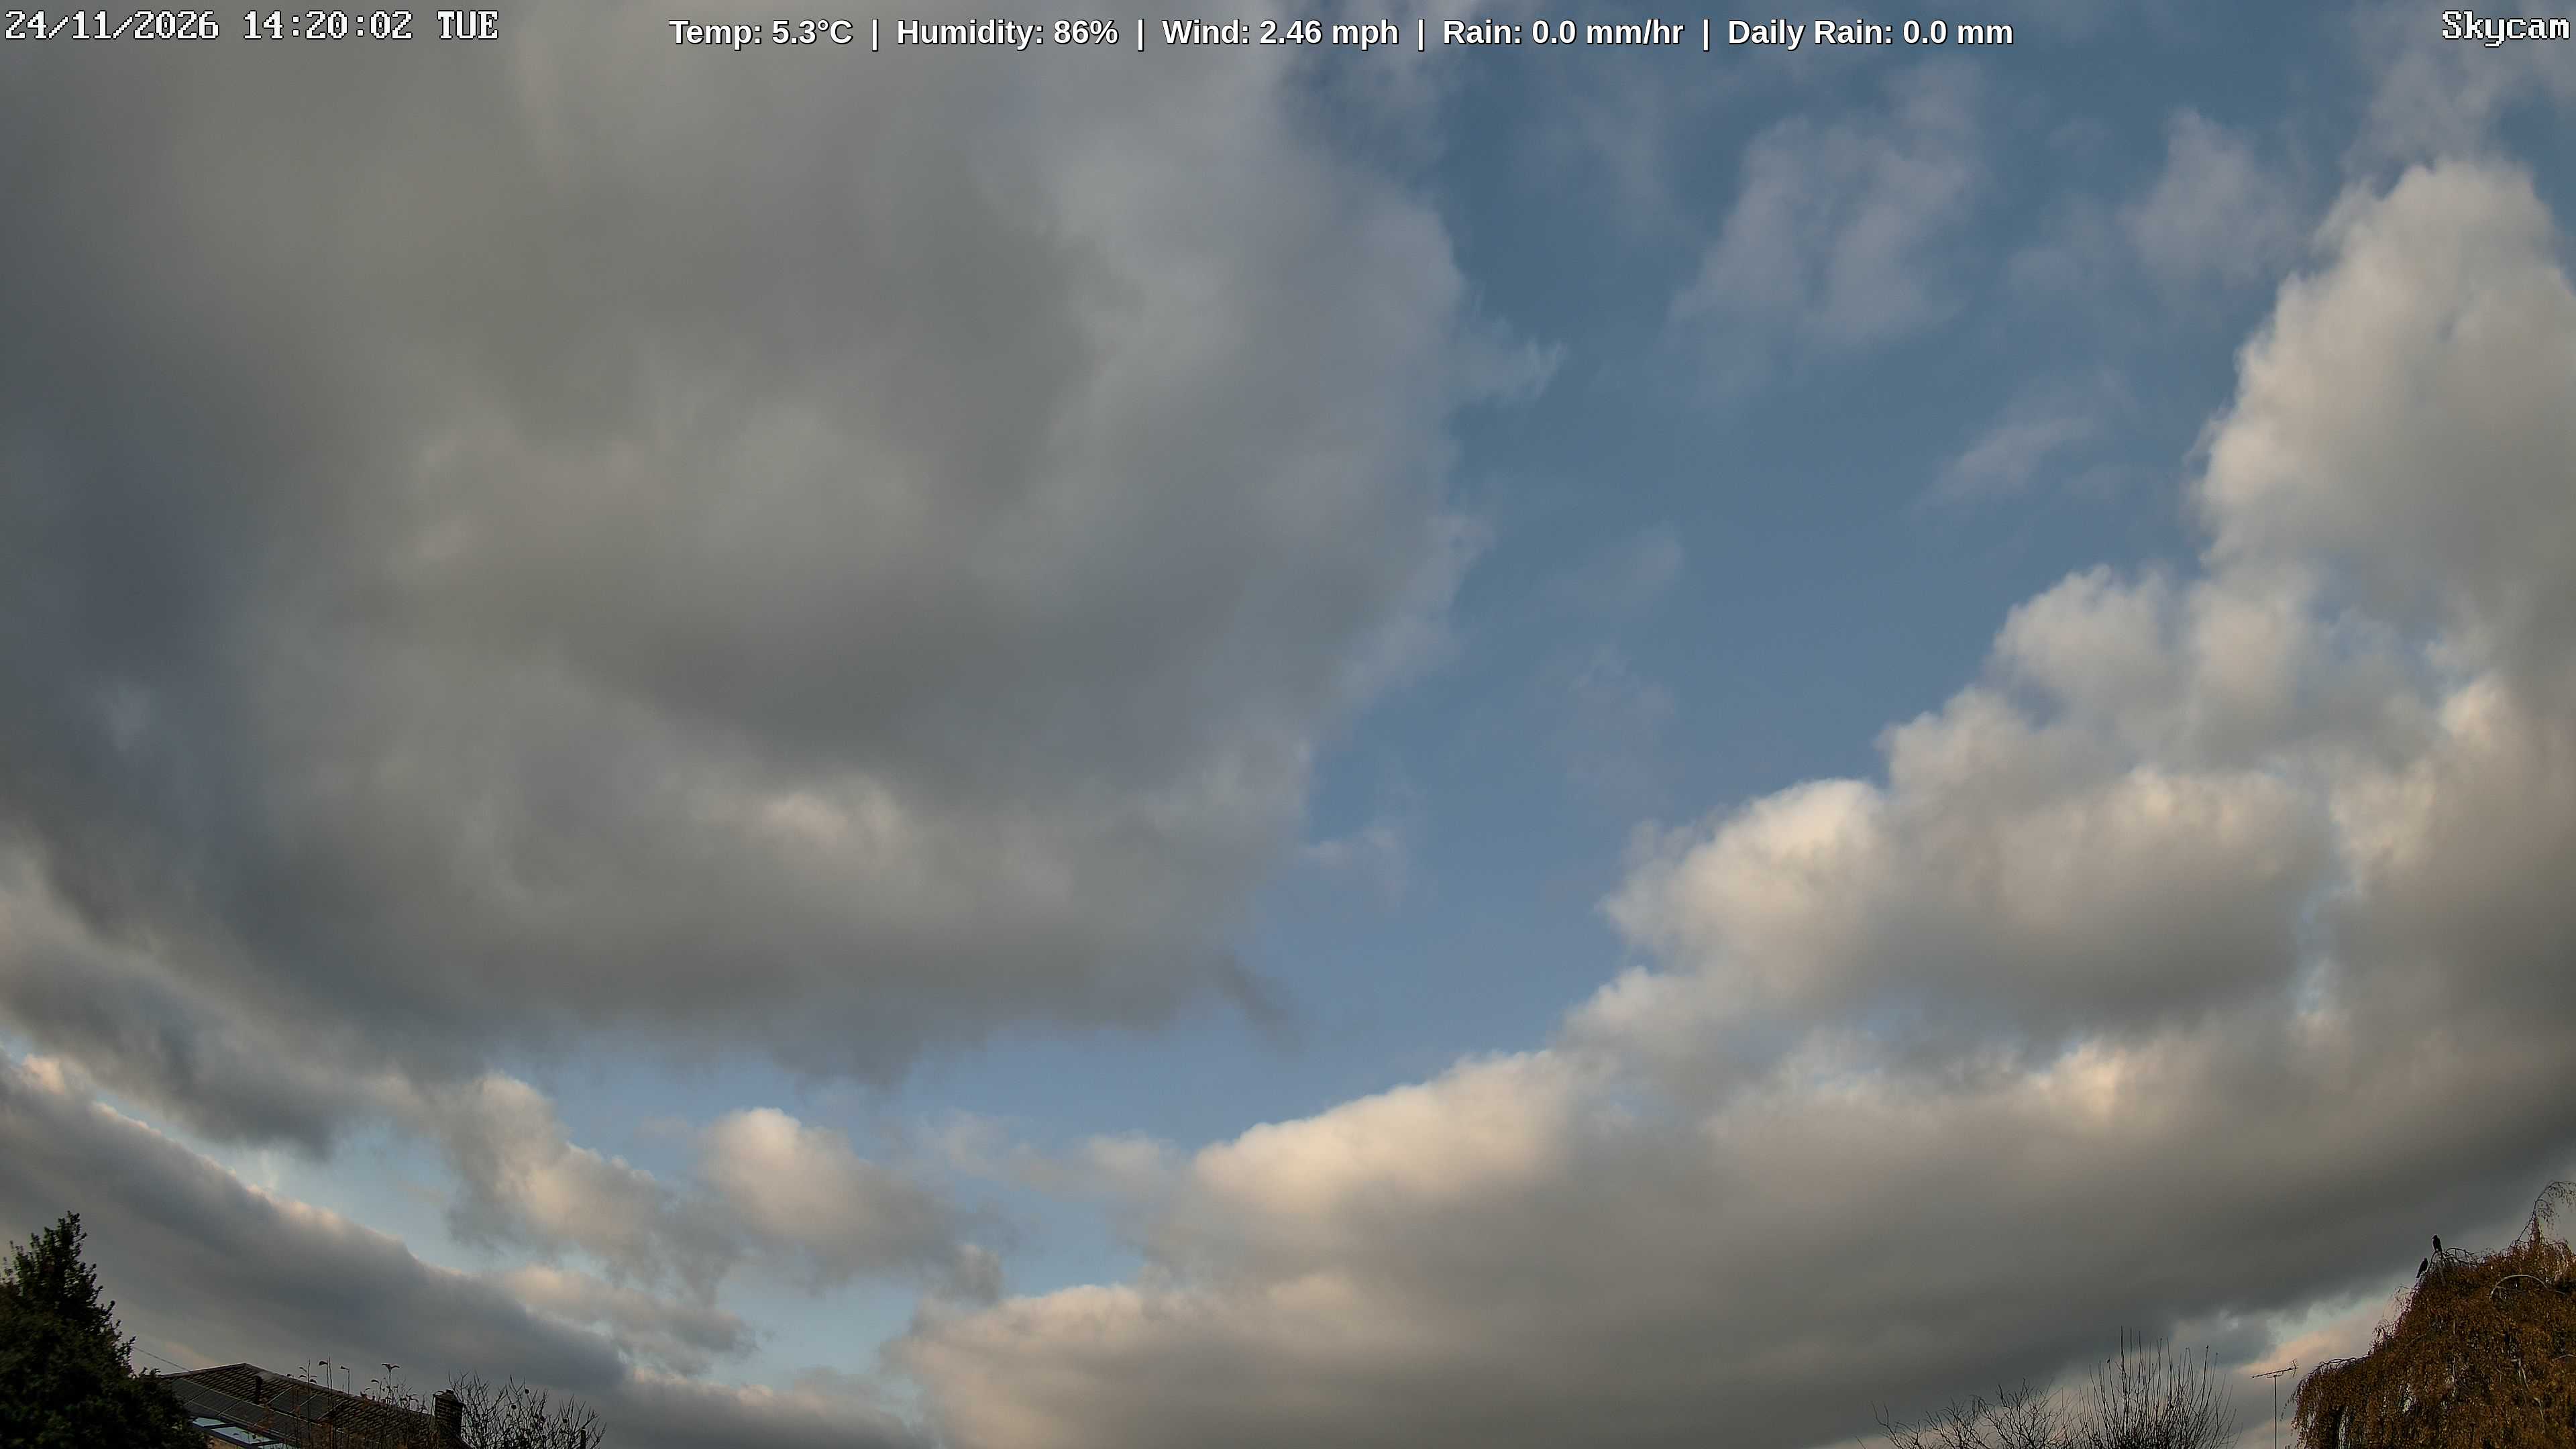 24/11/2026 14:20:02 TUE
Temp: 5.3°C | Humidity: 86% | Wind: 2.46 mph | Rain: 0.0 mm/hr | Daily Rain: 0.0 mm
Skycam